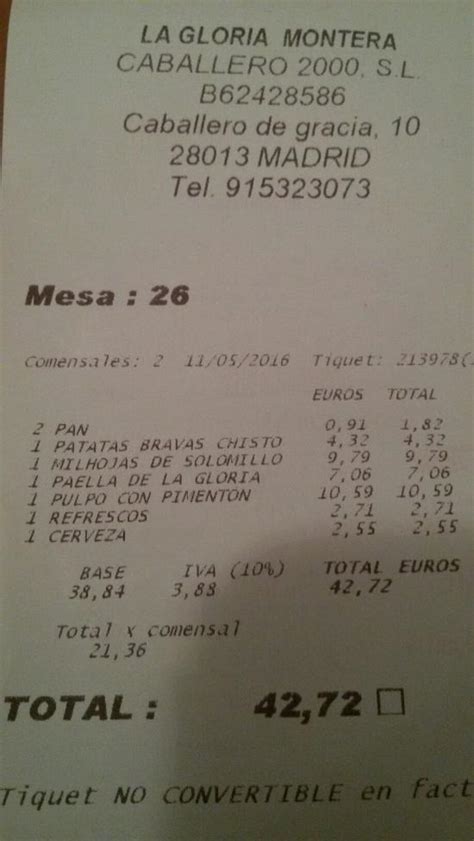 LA GLORIA MONTERA
CABALLERO 2000, S.L.
B62428586
Caballero de gracia, 10
28013 MADRID
Tel. 915323073
Mesa : 26
Comensales: 2 11/05/2016 Tiquet: 213978(
EUROS TOTAL
2 PAN 0,91 1,82
1 PATATAS BRAVAS CHISTO 4,32 4,32
1 MILHOJAS DE SOLOMILLO 9,79 9,79
1 PAELLA DE LA GLORIA 7,06 7,06
1 PULPO CON PIMENTON 10,59 10,59
1 REFRESCOS 2,71 2,71
1 CERVEZA 2,55 2,55
BASE IVA (10%) TOTAL EUROS
38,84 3,88 42,72
Total x comensal
21,36
TOTAL : 42,72
Tiquet NO CONVERTIBLE en fact